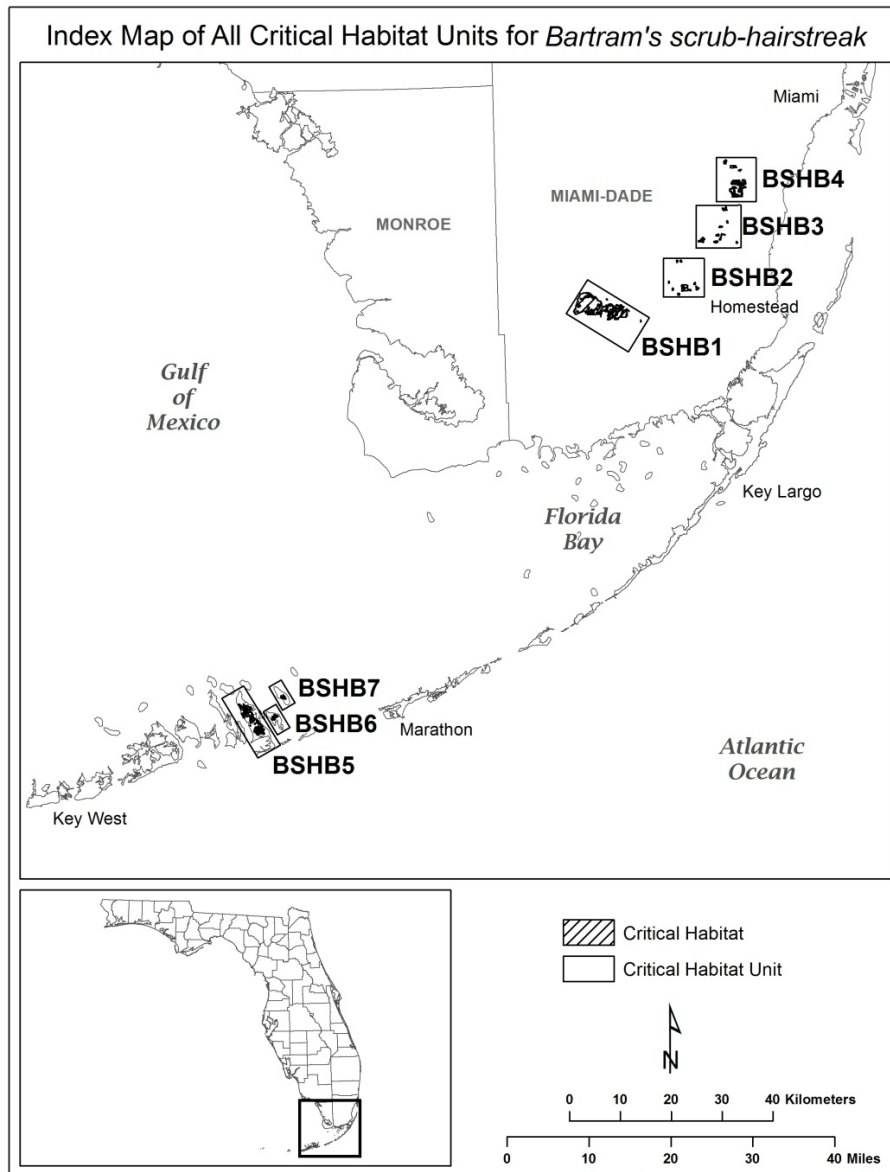 Index Map of All Critical Habitat Units for Bartram's scrub-hairstreak
Miami
BSHB4
MIAMI-DADE
MONROE
BSHB3
BSHB2
Homestead
BSHB1
Gulf
of
Mexico
Key Largo
Florida
Bay
BSHB7
BSHB6
Marathon
BSHB5
Atlantic
Ocean
Key West
Critical Habitat
Critical Habitat Unit
N
0 10 20 30 40 Kilometers
0 10 20 30 40 Miles